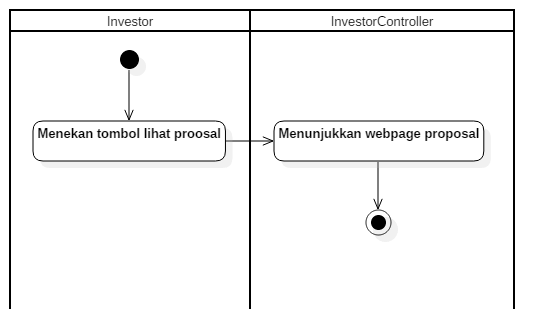 Investor
InvestorController
Menekan tombol lihat proosal
Menunjukkan webpage proposal